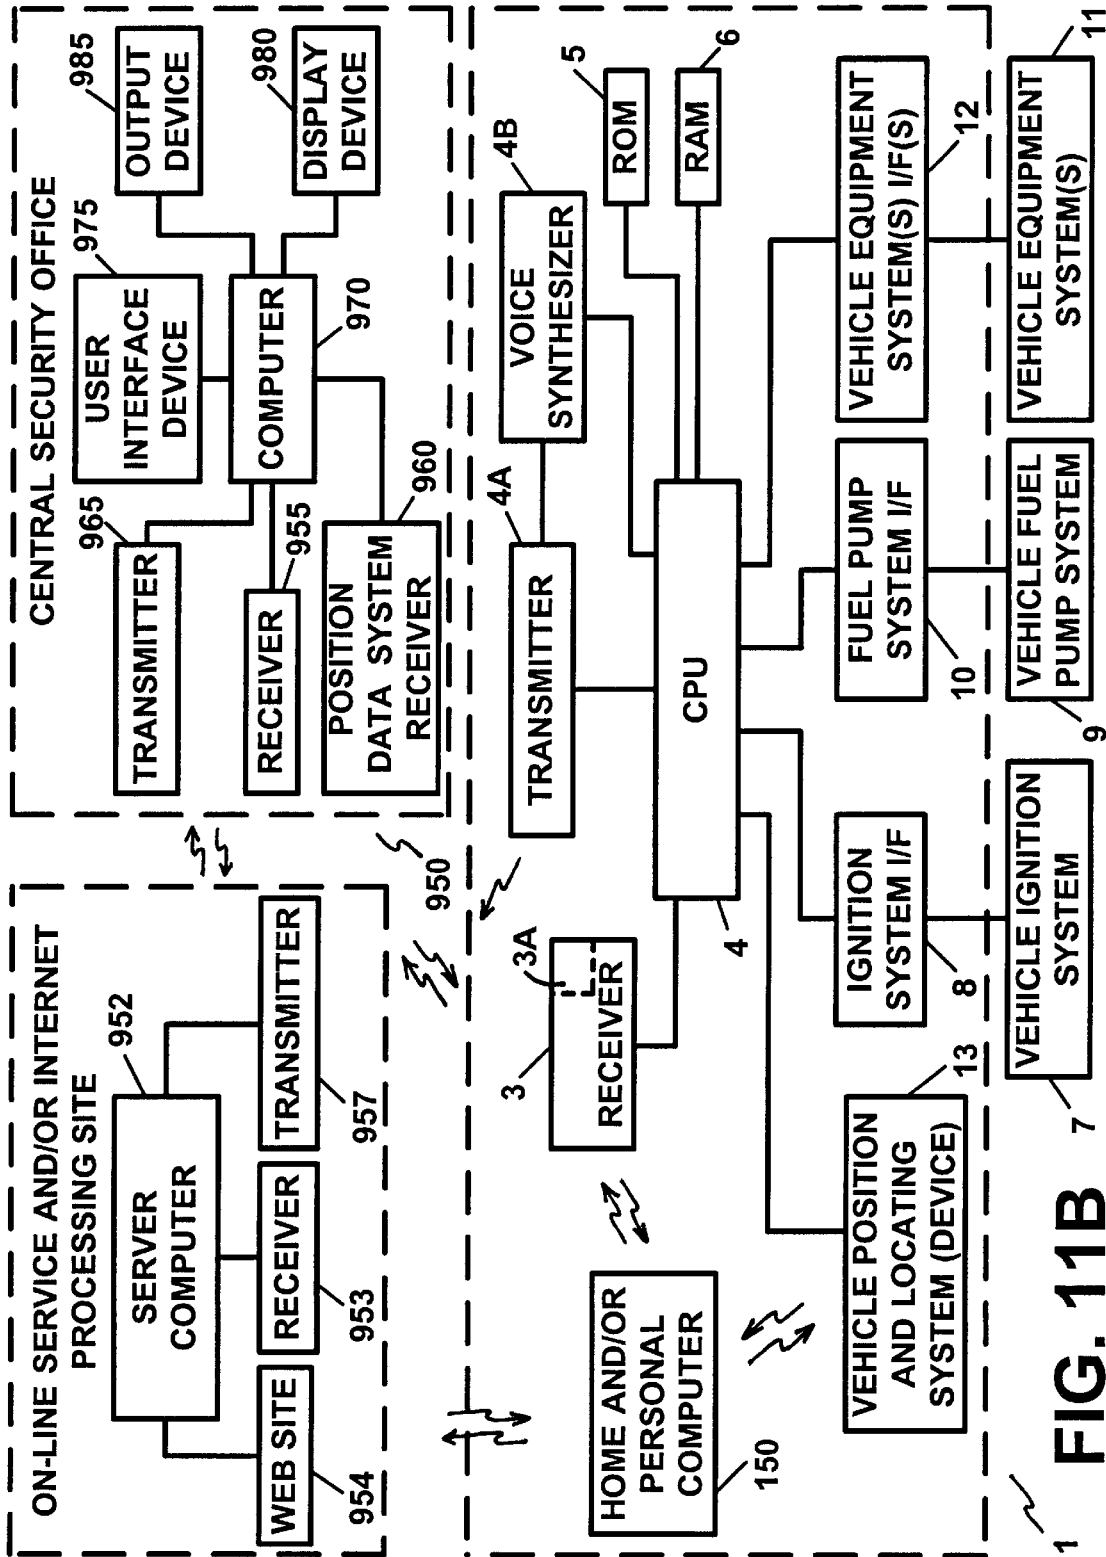 ON-LINE SERVICE AND/OR INTERNET
PROCESSING SITE
SERVER
COMPUTER
952
WEB SITE
954
RECEIVER
953
TRANSMITTER
957
CENTRAL SECURITY OFFICE
950
TRANSMITTER
965
RECEIVER
955
POSITION
DATA SYSTEM
RECEIVER
960
USER
INTERFACE
DEVICE
975
COMPUTER
970
OUTPUT
DEVICE
985
DISPLAY
DEVICE
980
HOME AND/OR
PERSONAL
COMPUTER
150
3
3A
RECEIVER
TRANSMITTER
4A
VOICE
SYNTHESIZER
4B
ROM
5
RAM
6
CPU
4
VEHICLE POSITION
AND LOCATING
SYSTEM (DEVICE)
13
IGNITION
SYSTEM I/F
8
FUEL PUMP
SYSTEM I/F
10
VEHICLE EQUIPMENT
SYSTEM(S) I/F(S)
12
VEHICLE IGNITION
SYSTEM
7
VEHICLE FUEL
PUMP SYSTEM
9
VEHICLE EQUIPMENT
SYSTEM(S)
11
1
FIG. 11B